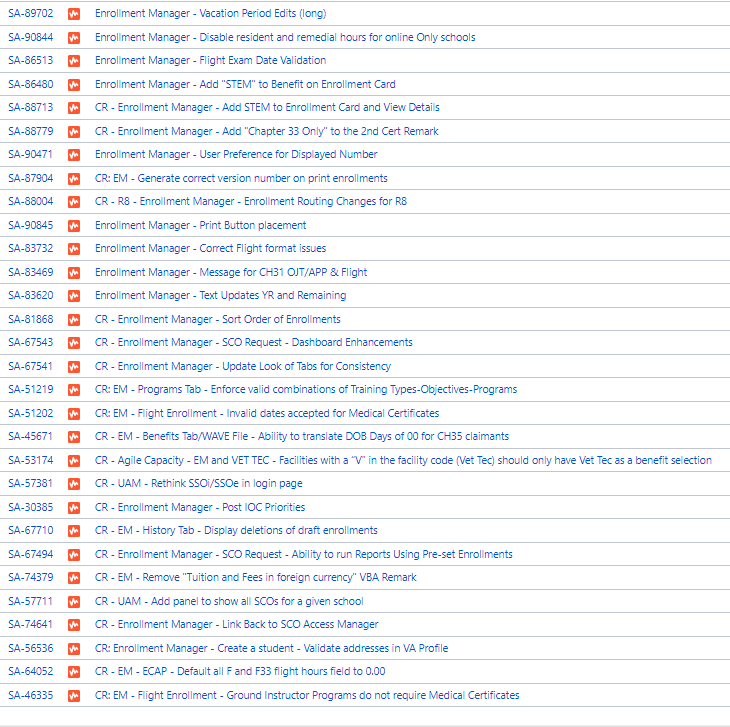 SA-89702 Enrollment Manager - Vacation Period Edits (long)
SA-90844 Enrollment Manager - Disable resident and remedial hours for online Only schools
SA-86513 Enrollment Manager - Flight Exam Date Validation
SA-86480 Enrollment Manager - Add "STEM" to Benefit on Enrollment Card
SA-88713 CR - Enrollment Manager - Add STEM to Enrollment Card and View Details
SA-88779 CR - Enrollment Manager - Add "Chapter 33 Only" to the 2nd Cert Remark
SA-90471 Enrollment Manager - User Preference for Displayed Number
SA-87904 CR: EM - Generate correct version number on print enrollments
SA-88004 CR - R8 - Enrollment Manager - Enrollment Routing Changes for R8
SA-90845 Enrollment Manager - Print Button placement
SA-83732 Enrollment Manager - Correct Flight format issues
SA-83469 Enrollment Manager - Message for CH31 OJT/APP & Flight
SA-83620 Enrollment Manager - Text Updates YR and Remaining
SA-81868 CR - Enrollment Manager - Sort Order of Enrollments
SA-67543 CR - Enrollment Manager - SCO Request - Dashboard Enhancements
SA-67541 CR - Enrollment Manager - Update Look of Tabs for Consistency
SA-51219 CR: EM - Programs Tab - Enforce valid combinations of Training Types-Objectives-Programs
SA-51202 CR: EM - Flight Enrollment - Invalid dates accepted for Medical Certificates
SA-45671 CR - EM - Benefits Tab/WAVE File - Ability to translate DOB Days of 00 for CH35 claimants
SA-53174 CR - Agile Capacity - EM and VET TEC - Facilities with a "V" in the facility code (Vet Tec) should only have Vet Tec as a benefit selection
SA-57381 CR - UAM - Rethink SSOi/SSOe in login page
SA-30385 CR - Enrollment Manager - Post IOC Priorities
SA-67710 CR - EM - History Tab - Display deletions of draft enrollments
SA-67494 CR - Enrollment Manager - SCO Request - Ability to run Reports Using Pre-set Enrollments
SA-74379 CR - EM - Remove "Tuition and Fees in foreign currency" VBA Remark
SA-57711 CR - UAM - Add panel to show all SCOs for a given school
SA-74641 CR - Enrollment Manager - Link Back to SCO Access Manager
SA-56536 CR: Enrollment Manager - Create a student - Validate addresses in VA Profile
SA-64052 CR - EM - ECAP - Default all F and F33 flight hours field to 0.00
SA-46335 CR: EM - Flight Enrollment - Ground Instructor Programs do not require Medical Certificates